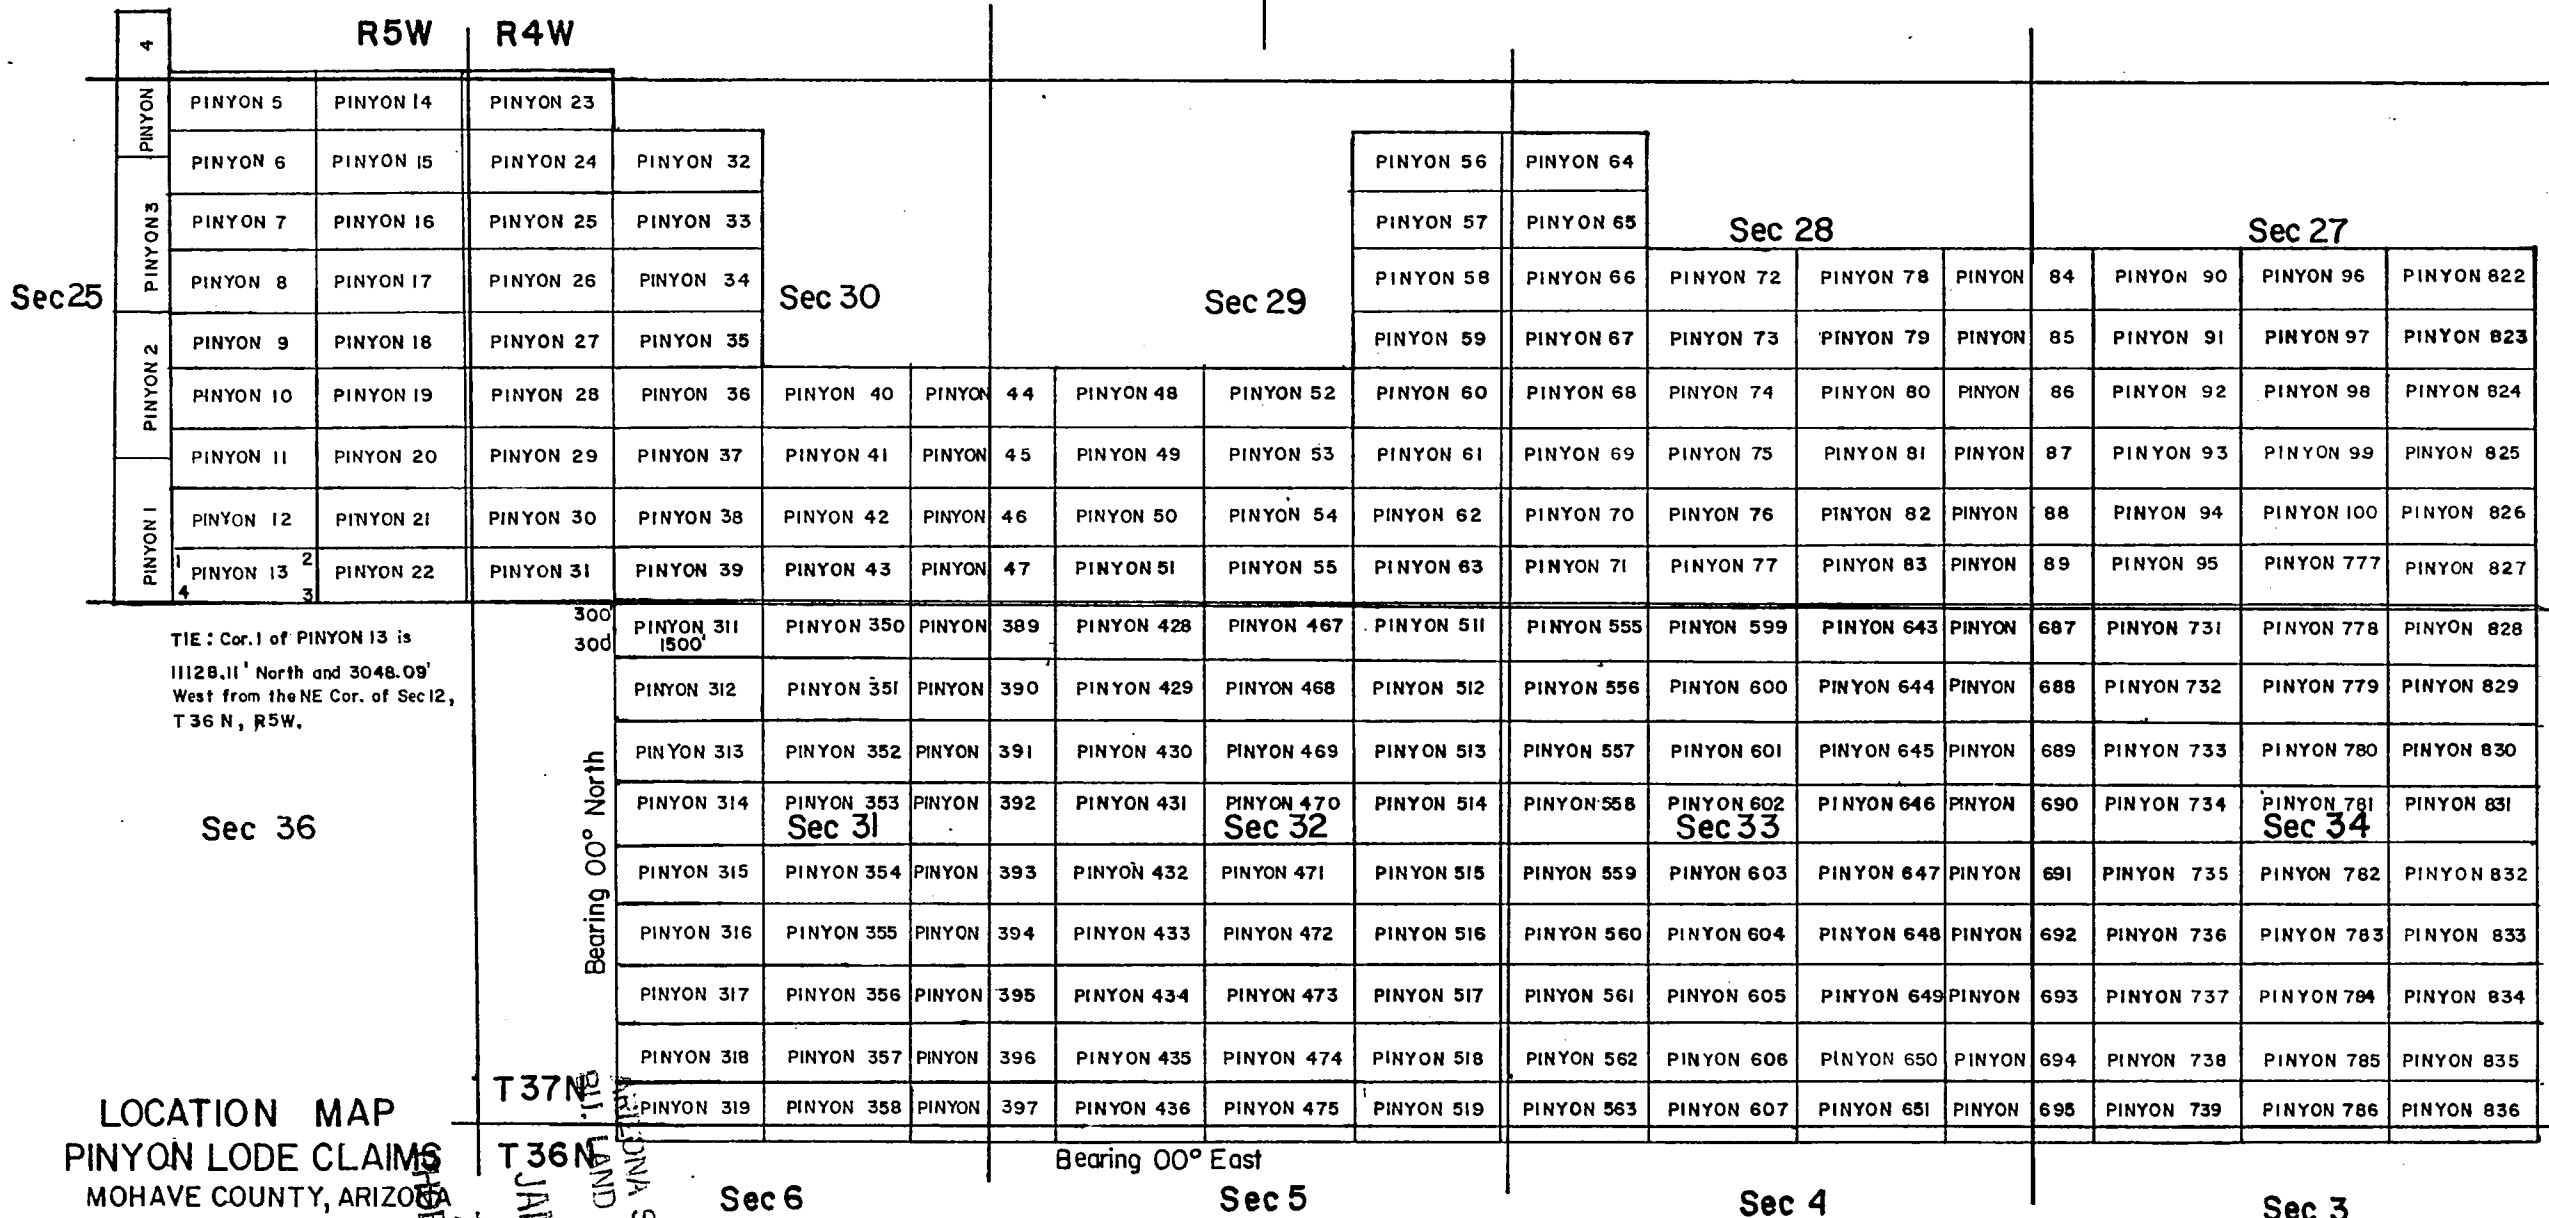 R5W R4W
4
PINYON
PINYON 5 PINYON 14 PINYON 23
PINYON 6 PINYON 15 PINYON 24 PINYON 32 PINYON 56 PINYON 64
PINYON 3
PINYON 7 PINYON 16 PINYON 25 PINYON 33 PINYON 57 PINYON 65 Sec 28 Sec 27
Sec 25 PINYON 8 PINYON 17 PINYON 26 PINYON 34 Sec 30 Sec 29 PINYON 58 PINYON 66 PINYON 72 PINYON 78 PINYON 84 PINYON 90 PINYON 96 PINYON 822
PINYON 2
PINYON 9 PINYON 18 PINYON 27 PINYON 35 PINYON 59 PINYON 67 PINYON 73 PINYON 79 PINYON 85 PINYON 91 PINYON 97 PINYON 823
PINYON 10 PINYON 19 PINYON 28 PINYON 36 PINYON 40 PINYON 44 PINYON 48 PINYON 52 PINYON 60 PINYON 68 PINYON 74 PINYON 80 PINYON 86 PINYON 92 PINYON 98 PINYON 824
PINYON 11 PINYON 20 PINYON 29 PINYON 37 PINYON 41 PINYON 45 PINYON 49 PINYON 53 PINYON 61 PINYON 69 PINYON 75 PINYON 81 PINYON 87 PINYON 93 PINYON 99 PINYON 825
PINYON 1
PINYON 12 PINYON 21 PINYON 30 PINYON 38 PINYON 42 PINYON 46 PINYON 50 PINYON 54 PINYON 62 PINYON 70 PINYON 76 PINYON 82 PINYON 88 PINYON 94 PINYON 100 PINYON 826
1 2
PINYON 13 PINYON 22 PINYON 31 PINYON 39 PINYON 43 PINYON 47 PINYON 51 PINYON 55 PINYON 63 PINYON 71 PINYON 77 PINYON 83 PINYON 89 PINYON 95 PINYON 777 PINYON 827
4 3
300'
PINYON 311 PINYON 350 PINYON 389 PINYON 428 PINYON 467 PINYON 511 PINYON 555 PINYON 599 PINYON 643 PINYON 687 PINYON 731 PINYON 778 PINYON 828
300' 1500'
TIE: Cor. 1 of PINYON 13 is
11128.11' North and 3048.09'
West from the NE Cor. of Sec 12,
T 36 N, R5W.
PINYON 312 PINYON 351 PINYON 390 PINYON 429 PINYON 468 PINYON 512 PINYON 556 PINYON 600 PINYON 644 PINYON 688 PINYON 732 PINYON 779 PINYON 829
PINYON 313 PINYON 352 PINYON 391 PINYON 430 PINYON 469 PINYON 513 PINYON 557 PINYON 601 PINYON 645 PINYON 689 PINYON 733 PINYON 780 PINYON 830
Bearing 00° North
PINYON 314 PINYON 353 PINYON 392 PINYON 431 PINYON 470 PINYON 514 PINYON 558 PINYON 602 PINYON 646 PINYON 690 PINYON 734 PINYON 781 PINYON 831
Sec 36 Sec 31 Sec 32 Sec 33 Sec 34
PINYON 315 PINYON 354 PINYON 393 PINYON 432 PINYON 471 PINYON 515 PINYON 559 PINYON 603 PINYON 647 PINYON 691 PINYON 735 PINYON 782 PINYON 832
PINYON 316 PINYON 355 PINYON 394 PINYON 433 PINYON 472 PINYON 516 PINYON 560 PINYON 604 PINYON 648 PINYON 692 PINYON 736 PINYON 783 PINYON 833
PINYON 317 PINYON 356 PINYON 395 PINYON 434 PINYON 473 PINYON 517 PINYON 561 PINYON 605 PINYON 649 PINYON 693 PINYON 737 PINYON 784 PINYON 834
PINYON 318 PINYON 357 PINYON 396 PINYON 435 PINYON 474 PINYON 518 PINYON 562 PINYON 606 PINYON 650 PINYON 694 PINYON 738 PINYON 785 PINYON 835
T37N
PINYON 319 PINYON 358 PINYON 397 PINYON 436 PINYON 475 PINYON 519 PINYON 563 PINYON 607 PINYON 651 PINYON 695 PINYON 739 PINYON 786 PINYON 836
T36N
Bearing 00° East
Sec 6 Sec 5 Sec 4 Sec 3
LOCATION MAP
PINYON LODE CLAIMS
MOHAVE COUNTY, ARIZONA
LAND